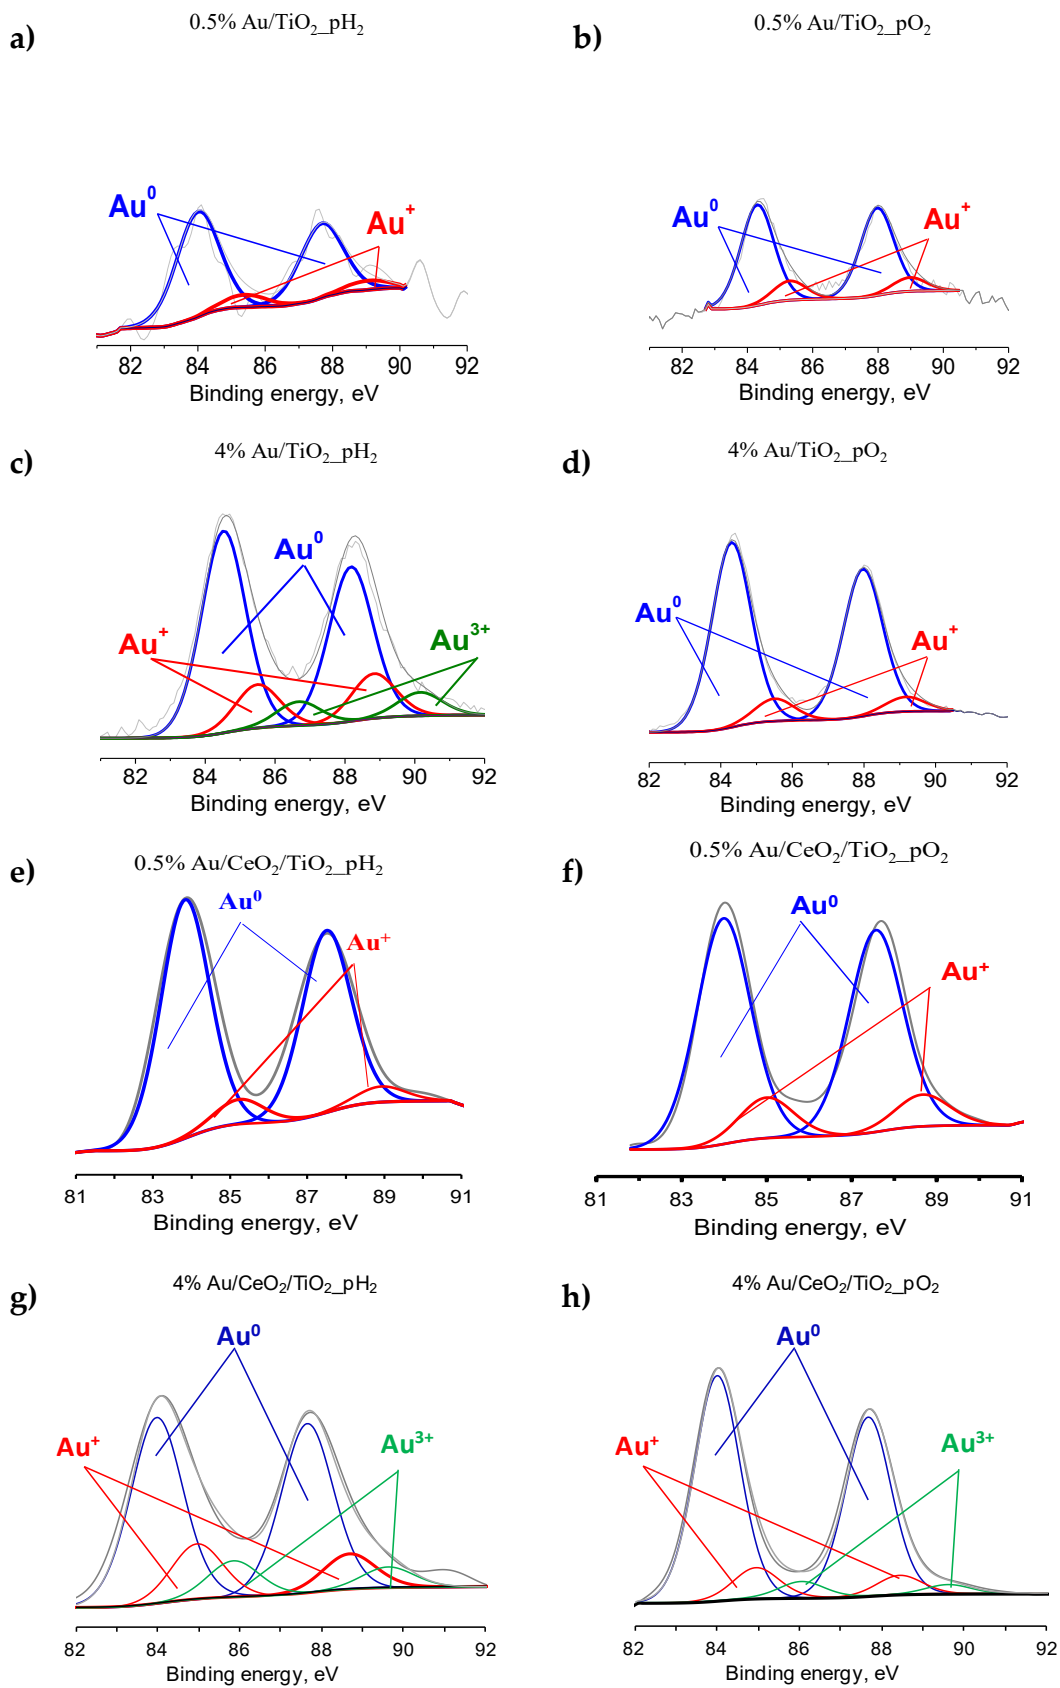 a) 0.5% Au/TiO₂_pH₂
b) 0.5% Au/TiO₂_pO₂
Au⁰
Au⁺
Au⁰
Au⁺
82 84 86 88 90 92
Binding energy, eV
82 84 86 88 90 92
Binding energy, eV
c) 4% Au/TiO₂_pH₂
d) 4% Au/TiO₂_pO₂
Au⁰
Au⁺
Au³⁺
Au⁰
Au⁺
82 84 86 88 90 92
Binding energy, eV
82 84 86 88 90 92
Binding energy, eV
e) 0.5% Au/CeO₂/TiO₂_pH₂
f) 0.5% Au/CeO₂/TiO₂_pO₂
Au⁰
Au⁺
Au⁰
Au⁺
81 83 85 87 89 91
Binding energy, eV
81 83 85 87 89 91
Binding energy, eV
g) 4% Au/CeO₂/TiO₂_pH₂
h) 4% Au/CeO₂/TiO₂_pO₂
Au⁰
Au⁺
Au³⁺
Au⁰
Au⁺
Au³⁺
82 84 86 88 90 92
Binding energy, eV
82 84 86 88 90 92
Binding energy, eV